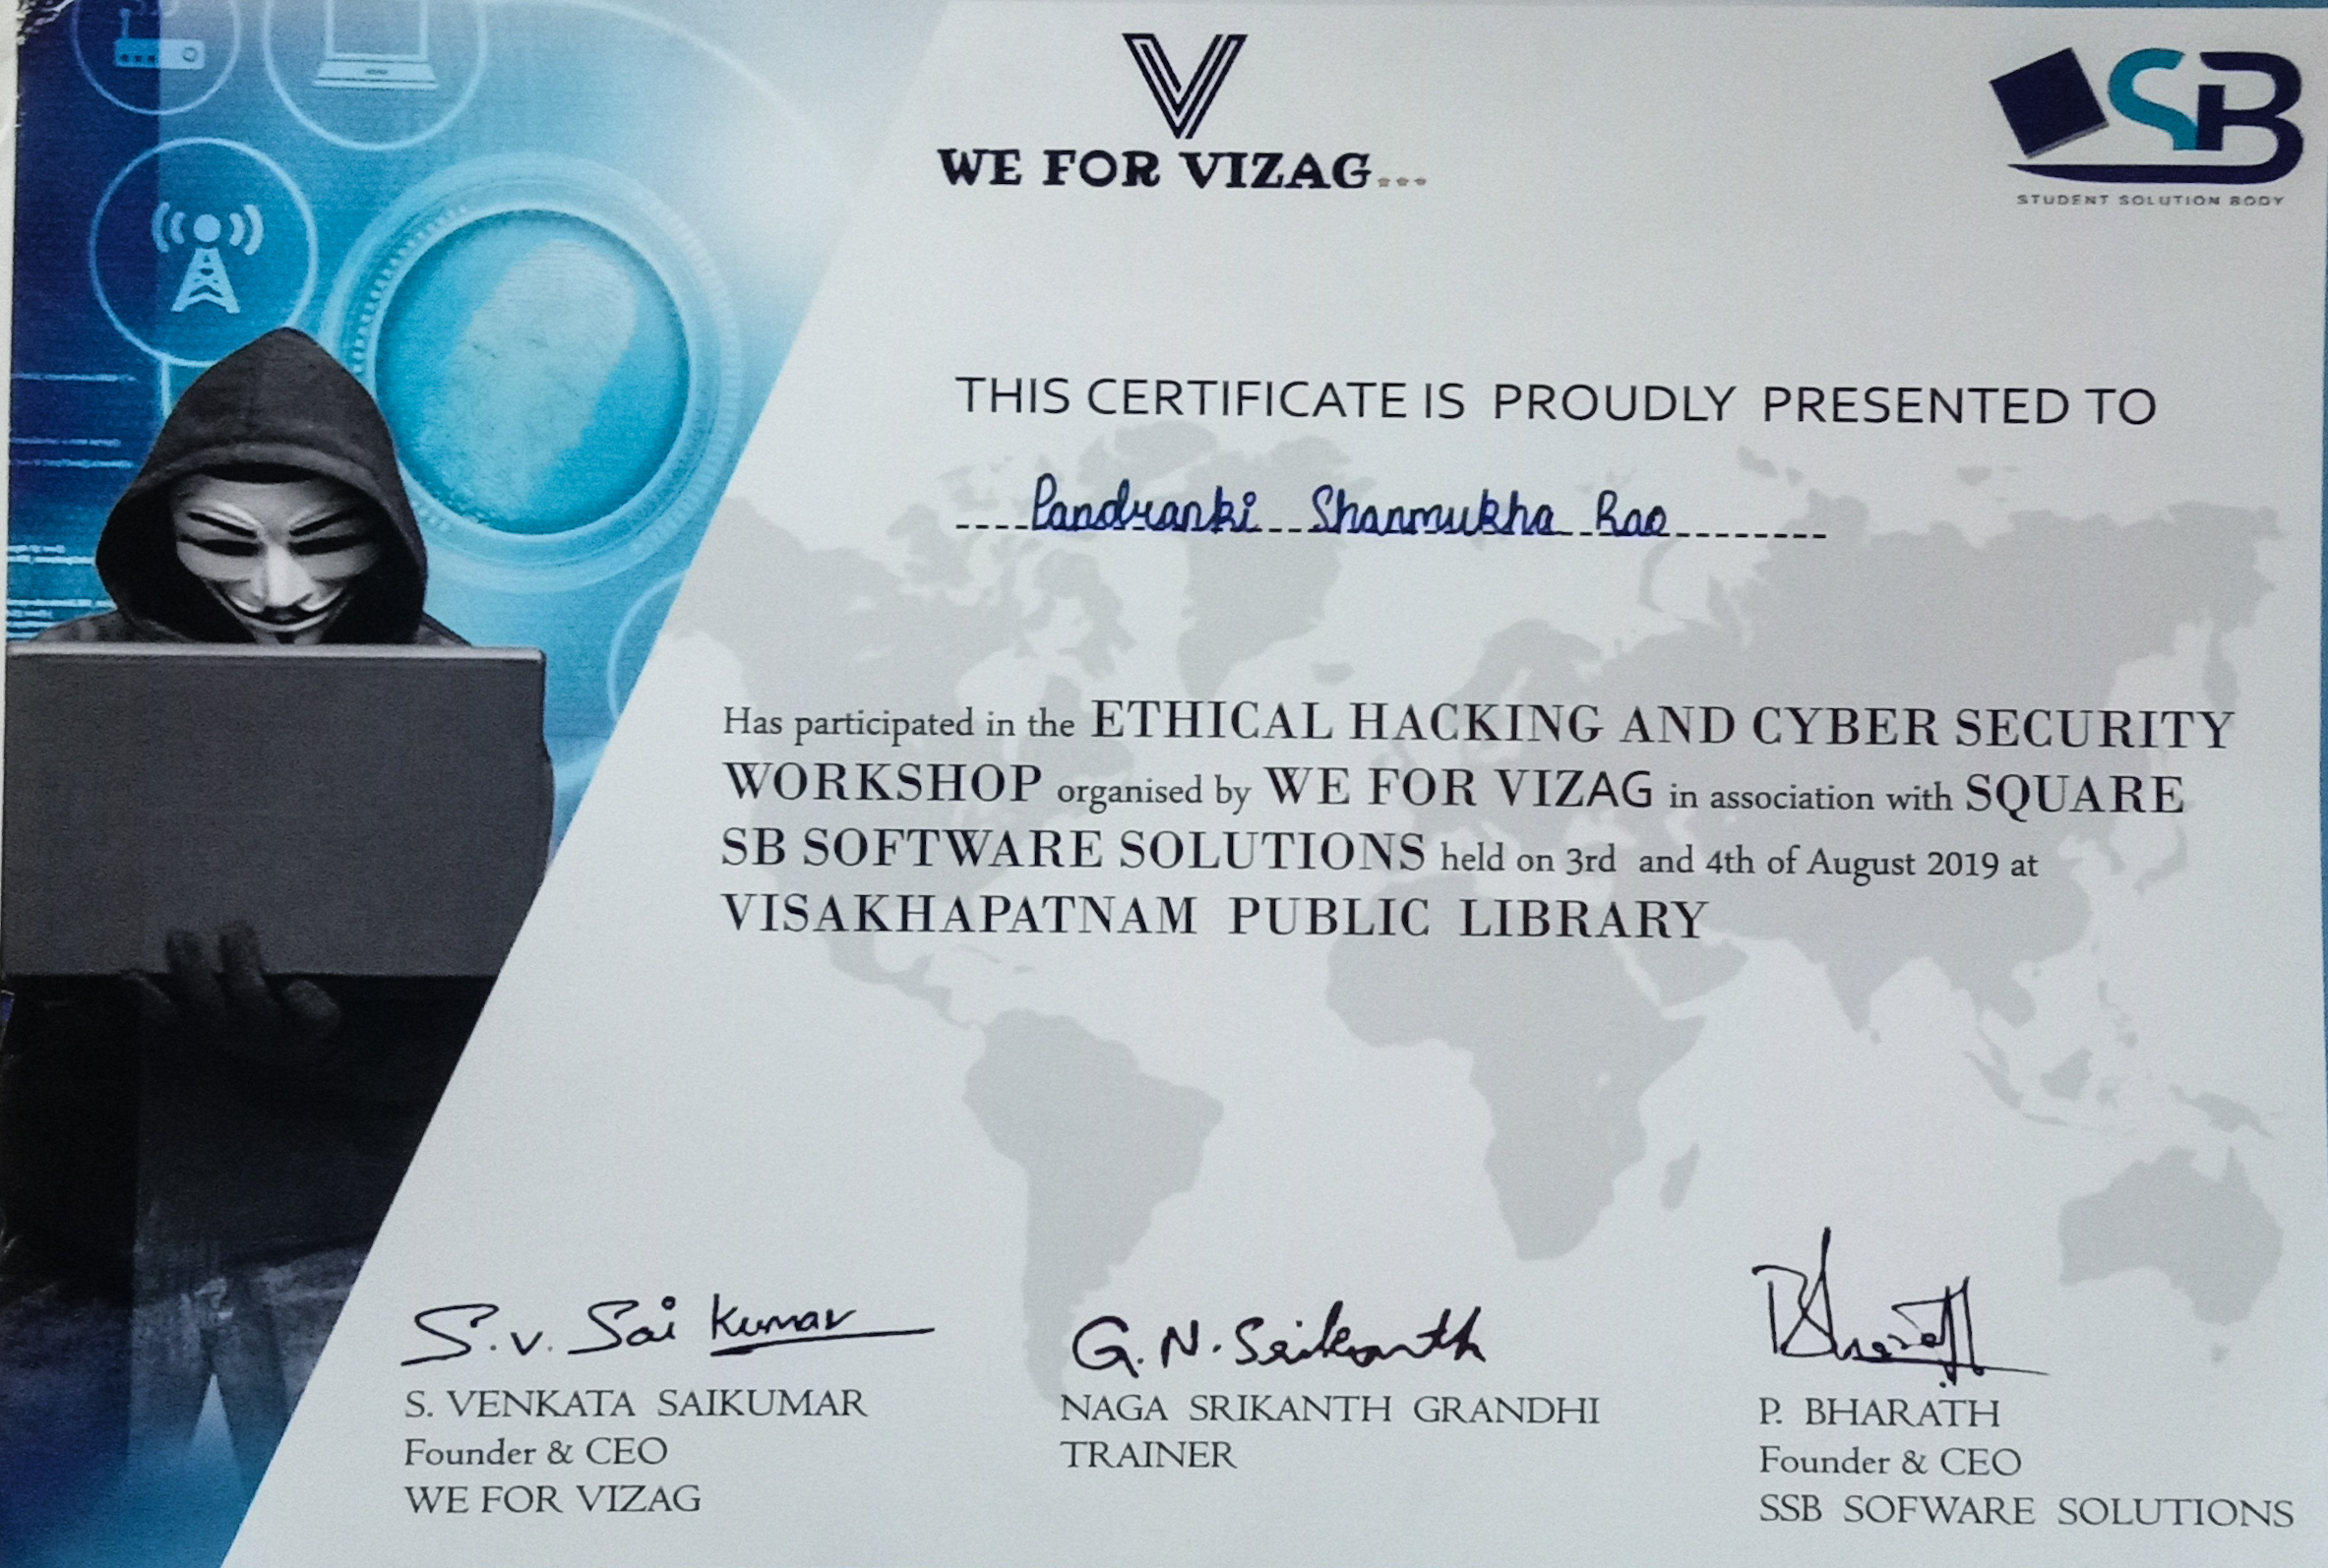 WE FOR VIZAG...
SB
STUDENT SOLUTION BODY
THIS CERTIFICATE IS PROUDLY PRESENTED TO
Pandranki Shanmukha Rao
Has participated in the ETHICAL HACKING AND CYBER SECURITY
WORKSHOP organised by WE FOR VIZAG in association with SQUARE
SB SOFTWARE SOLUTIONS held on 3rd and 4th of August 2019 at
VISAKHAPATNAM PUBLIC LIBRARY
S.V. Sai Kumar
G.N. Srikanth
Bharath
S. VENKATA SAIKUMAR
Founder & CEO
WE FOR VIZAG
NAGA SRIKANTH GRANDHI
TRAINER
P. BHARATH
Founder & CEO
SSB SOFWARE SOLUTIONS